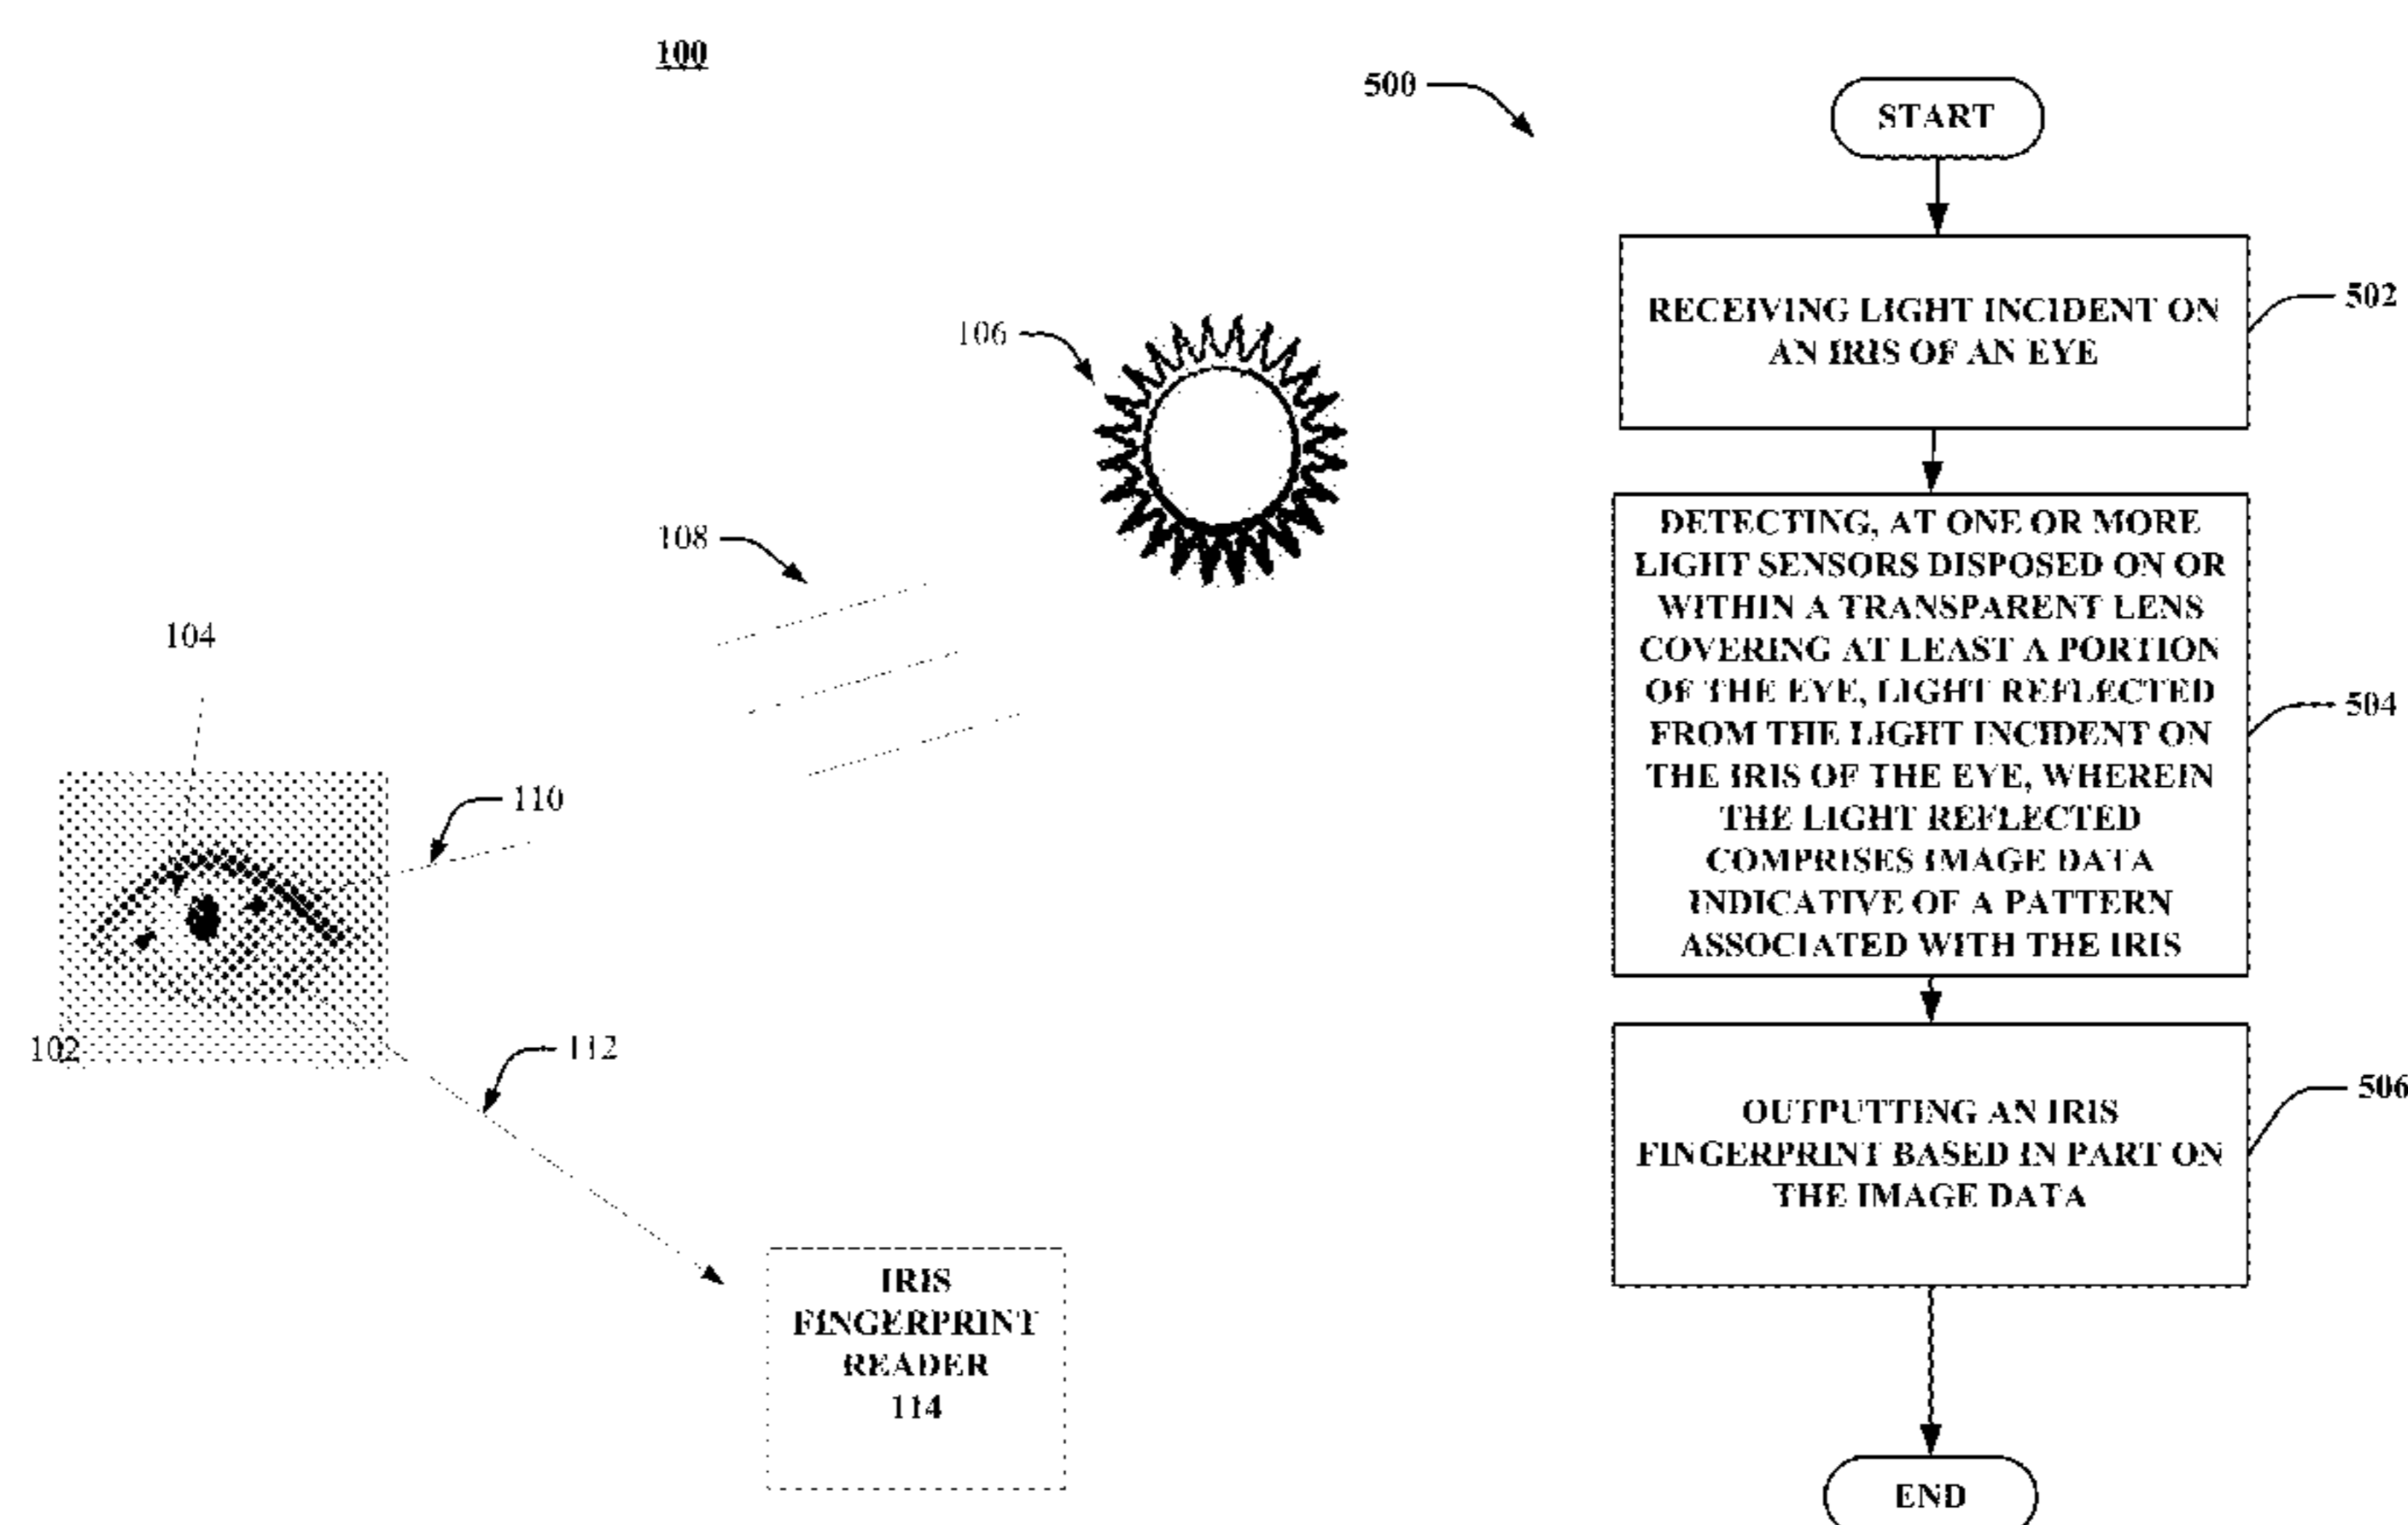 100
106
108
104
110
102
112
IRIS
FINGERPRINT
READER
114
500
START
RECEIVING LIGHT INCIDENT ON
AN IRIS OF AN EYE
502
DETECTING, AT ONE OR MORE
LIGHT SENSORS DISPOSED ON OR
WITHIN A TRANSPARENT LENS
COVERING AT LEAST A PORTION
OF THE EYE, LIGHT REFLECTED
FROM THE LIGHT INCIDENT ON
THE IRIS OF THE EYE, WHEREIN
THE LIGHT REFLECTED
COMPRISES IMAGE DATA
INDICATIVE OF A PATTERN
ASSOCIATED WITH THE IRIS
504
OUTPUTTING AN IRIS
FINGERPRINT BASED IN PART ON
THE IMAGE DATA
506
END